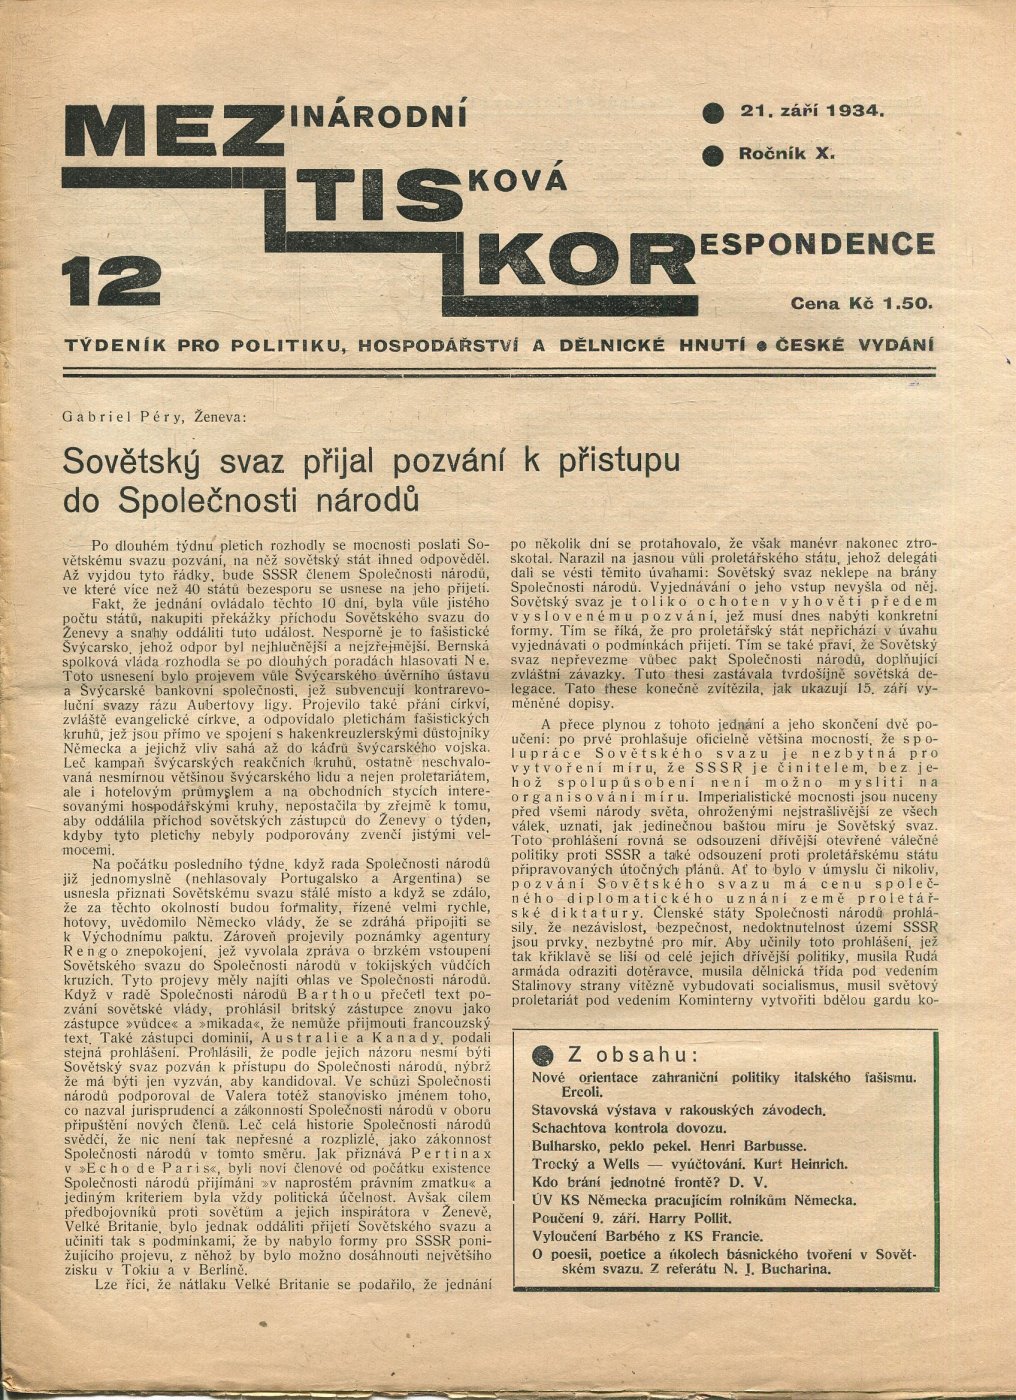 MEZINÁRODNÍ
TISKOVÁ
KORESPONDENCE
12
21. září 1934.
Ročník X.
Cena Kč 1.50.
TÝDENÍK PRO POLITIKU, HOSPODÁŘSTVÍ A DĚLNICKÉ HNUTÍ ● ČESKÉ VYDÁNÍ
Gabriel Péry, Ženeva:
Sovětský svaz přijal pozvání k přistupu
do Společnosti národů
Po dlouhém týdnu pletich rozhodly se mocnosti poslati So-
větskému svazu pozvání, na něž sovětský stát ihned odpověděl.
Až vyjdou tyto řádky, bude SSSR členem Společnosti národů,
ve které více než 40 států bezesporu se usnese na jeho přijetí.
Fakt, že jednání ovládalo těchto 10 dní, byla vůle jistého
počtu států, nakupiti překážky příchodu Sovětského svazu do
Ženevy a snahy oddáliti tuto událost. Nesporně je to fašistické
Švýcarsko, jehož odpor byl nejhlučnější a nejzřejmější. Bernská
spolková vláda rozhodla se po dlouhých poradách hlasovati Ne.
Toto usnesení bylo projevem vůle Švýcarského úvěrního ústavu
a Švýcarské bankovní společnosti, jež subvencují kontrarevo-
luční svazy rázu Aubertovy ligy. Projevilo také přání církví,
zvláště evangelické církve, a odpovídalo pletichám fašistických
kruhů, jež jsou přímo ve spojení s hakenkreuzlerskými důstojníky
Německa a jejichž vliv sahá až do kádrů švýcarského vojska.
Leč kampaň švýcarských reakčních kruhů, ostatně neschvalo-
vaná nesmírnou většinou švýcarského lidu a nejen proletariátem,
ale i hotelovým průmyslem a na obchodních stycích intere-
sovanými hospodářskými kruhy, nepostačila by zřejmě k tomu,
aby oddálila příchod sovětských zástupců do Ženevy o týden,
kdyby tyto pletichy nebyly podporovány zvenčí jistými vel-
mocemi.
Na počátku posledního týdne, když rada Společnosti národů
již jednomyslně (nehlasovaly Portugalsko a Argentina) se
usnesla přiznati Sovětskému svazu stálé místo a když se zdálo,
že za těchto okolností budou formality, řízené velmi rychle,
hotovy, uvědomilo Německo vlády, že se zdráhá připojiti se
k Východnímu paktu. Zároveň projevily poznámky agentury
Rengo znepokojení, jež vyvolala zpráva o brzkém vstoupení
Sovětského svazu do Společnosti národů v tokijských vůdčích
kruzích. Tyto projevy měly najíti ohlas ve Společnosti národů.
Když v radě Společnosti národů Barthou přečetl text po-
zvání sovětské vlády, prohlásil britský zástupce znovu jako
zástupce »vůdce« a »mikada«, že nemůže přijmouti francouzský
text. Také zástupci dominií, Australie a Kanady, podali
stejná prohlášení. Prohlásili, že podle jejich názoru nesmí býti
Sovětský svaz pozván k přístupu do Společnosti národů, nýbrž
že má býti jen vyzván, aby kandidoval. Ve schůzi Společnosti
národů podporoval de Valera totéž stanovisko jménem toho,
co nazval jurisprudencí a zákonností Společnosti národů v oboru
připuštění nových členů. Leč celá historie Společnosti národů
svědčí, že nic není tak nepřesné a rozplizlé, jako zákonnost
Společnosti národů v tomto směru. Jak přiznává Pertinax
v »Echo de Paris«, byli noví členové od počátku existence
Společnosti národů přijímáni »v naprostém právním zmatku« a
jediným kriteriem byla vždy politická účelnost. Avšak cílem
předbojovníků proti sovětům a jejich inspirátora v Ženevě,
Velké Britanie, bylo jednak oddáliti přijetí Sovětského svazu a
učiniti tak s podmínkami, že by nabylo formy pro SSSR poni-
žujícího projevu, z něhož by bylo možno dosáhnouti největšího
zisku v Tokiu a v Berlíně.
Lze říci, že nátlaku Velké Britanie se podařilo, že jednání
po několik dní se protahovalo, že však manévr nakonec ztro-
skotal. Narazil na jasnou vůli proletářského státu, jehož delegáti
dali se vésti těmito úvahami: Sovětský svaz neklepe na brány
Společnosti národů. Vyjednávání o jeho vstup nevyšla od něj.
Sovětský svaz je toliko ochoten vyhověti předem
vyslovenému pozvání, jež musí dnes nabýti konkretní
formy. Tím se říká, že pro proletářský stát nepřichází v úvahu
vyjednávati o podmínkách přijetí. Tím se také praví, že Sovětský
svaz nepřevezme vůbec pakt Společnosti národů, doplňující
zvláštní závazky. Tuto thesi zastávala tvrdošíjně sovětská de-
legace. Tato these konečně zvítězila, jak ukazují 15. září vy-
měněné dopisy.
A přece plynou z tohoto jednání a jeho skončení dvě po-
učení: po prvé prohlašuje oficielně většina mocností, že spo-
lupráce Sovětského svazu je nezbytná pro
vytvoření míru, že SSSR je činitelem, bez je-
hož spolupůsobení není možno mysliti na
organisování míru. Imperialistické mocnosti jsou nuceny
před všemi národy světa, ohroženými nejstrašlivější ze všech
válek, uznati, jak jedinečnou baštou míru je Sovětský svaz.
Toto prohlášení rovná se odsouzení dřívější otevřené válečné
politiky proti SSSR a také odsouzení proti proletářskému státu
připravovaných útočných plánů. Ať to bylo v úmyslu či nikoliv,
pozvání Sovětského svazu má cenu společ-
ného diplomatického uznání země proletář-
ské diktatury. Členské státy Společnosti národů prohlá-
sily, že nezávislost, bezpečnost, nedoktnutelnost území SSSR
jsou prvky, nezbytné pro mír. Aby učinily toto prohlášení, jež
tak křiklavě se liší od celé jejich dřívější politiky, musila Rudá
armáda odraziti dotěravce, musila dělnická třída pod vedením
Stalinovy strany vítězně vybudovati socialismus, musil světový
proletariát pod vedením Kominterny vytvořiti bdělou gardu ko-
● Z obsahu:
Nové orientace zahraniční politiky italského fašismu.
Ercoli.
Stavovská výstava v rakouských závodech.
Schachtova kontrola dovozu.
Bulharsko, peklo pekel. Henri Barbusse.
Trocký a Wells — vyúčtování. Kurt Heinrich.
Kdo brání jednotné frontě? D. V.
ÚV KS Německa pracujícím rolníkům Německa.
Poučení 9. září. Harry Pollit.
Vyloučení Barbého z KS Francie.
O poesii, poetice a úkolech básnického tvoření v Sovět-
ském svazu. Z referátu N. J. Bucharina.